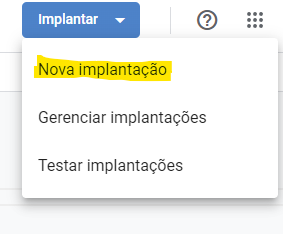 Implantar
Nova implantação
Gerenciar implantações
Testar implantações